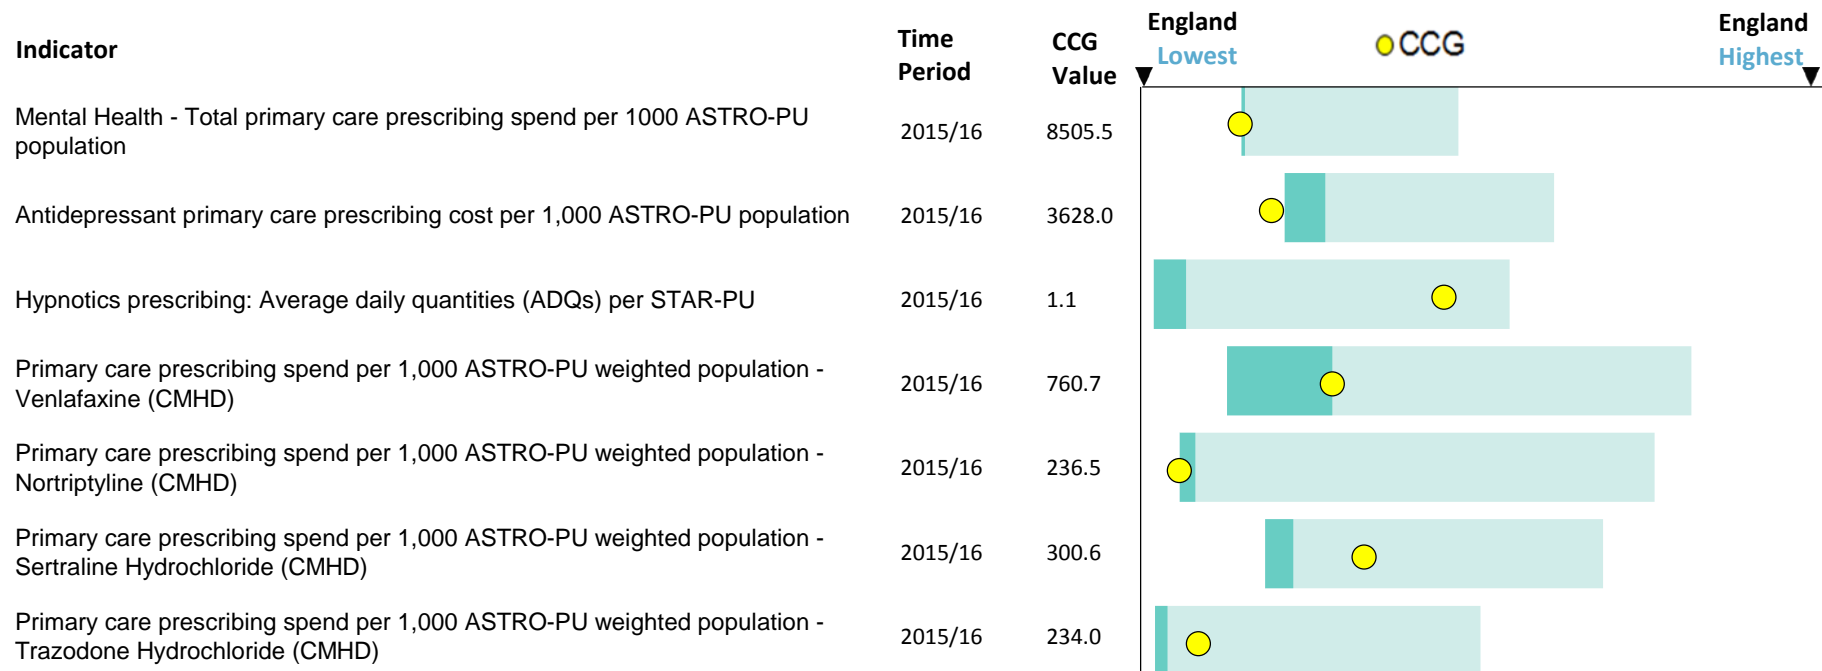 Indicator
Time
Period
CCG
Value
England
Lowest
CCG
England
Highest
Mental Health - Total primary care prescribing spend per 1000 ASTRO-PU
population
2015/16
8505.5
Antidepressant primary care prescribing cost per 1,000 ASTRO-PU population
2015/16
3628.0
Hypnotics prescribing: Average daily quantities (ADQs) per STAR-PU
2015/16
1.1
Primary care prescribing spend per 1,000 ASTRO-PU weighted population -
Venlafaxine (CMHD)
2015/16
760.7
Primary care prescribing spend per 1,000 ASTRO-PU weighted population -
Nortriptyline (CMHD)
2015/16
236.5
Primary care prescribing spend per 1,000 ASTRO-PU weighted population -
Sertraline Hydrochloride (CMHD)
2015/16
300.6
Primary care prescribing spend per 1,000 ASTRO-PU weighted population -
Trazodone Hydrochloride (CMHD)
2015/16
234.0